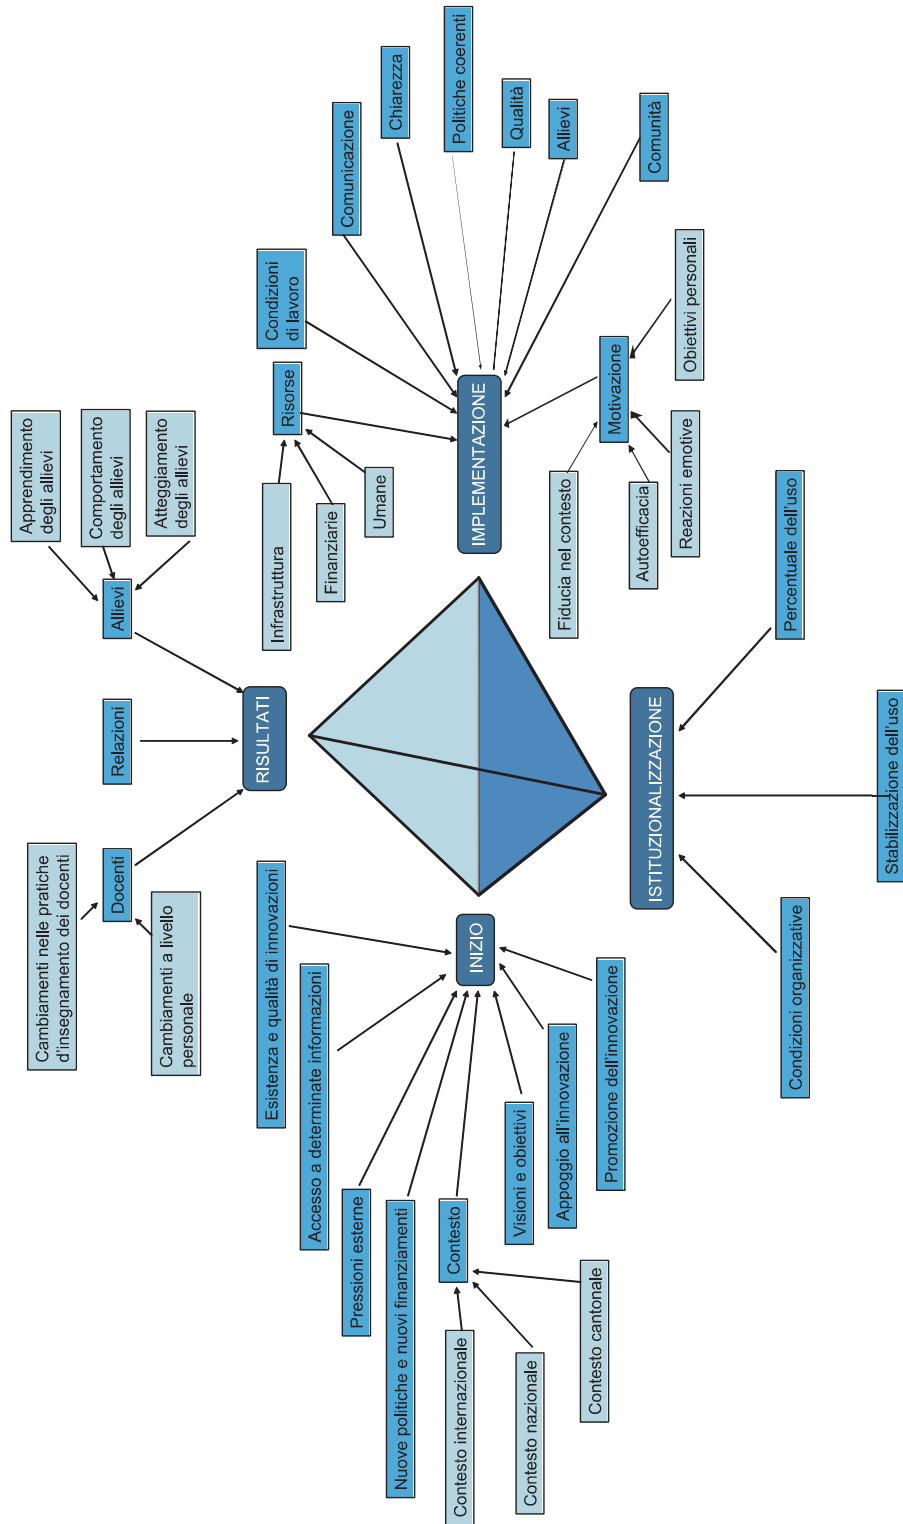 Cambiamenti nelle pratiche
d'insegnamento dei docenti
Cambiamenti a livello
personale
Docenti
Relazioni
Allievi
Apprendimento
degli allievi
Comportamento
degli allievi
Atteggiamento
degli allievi
RISULTATI
Esistenza e qualità di innovazioni
Accesso a determinate informazioni
Pressioni esterne
Nuove politiche e nuovi finanziamenti
Contesto
Contesto internazionale
Contesto nazionale
Contesto cantonale
Visioni e obiettivi
Appoggio all'innovazione
Promozione dell'innovazione
INIZIO
Infrastruttura
Finanziarie
Umane
Risorse
Condizioni
di lavoro
Comunicazione
Chiarezza
Politiche coerenti
Qualità
Allievi
Comunità
IMPLEMENTAZIONE
Motivazione
Fiducia nel contesto
Autoefficacia
Reazioni emotive
Obiettivi personali
ISTITUZIONALIZZAZIONE
Condizioni organizzative
Stabilizzazione dell'uso
Percentuale dell'uso